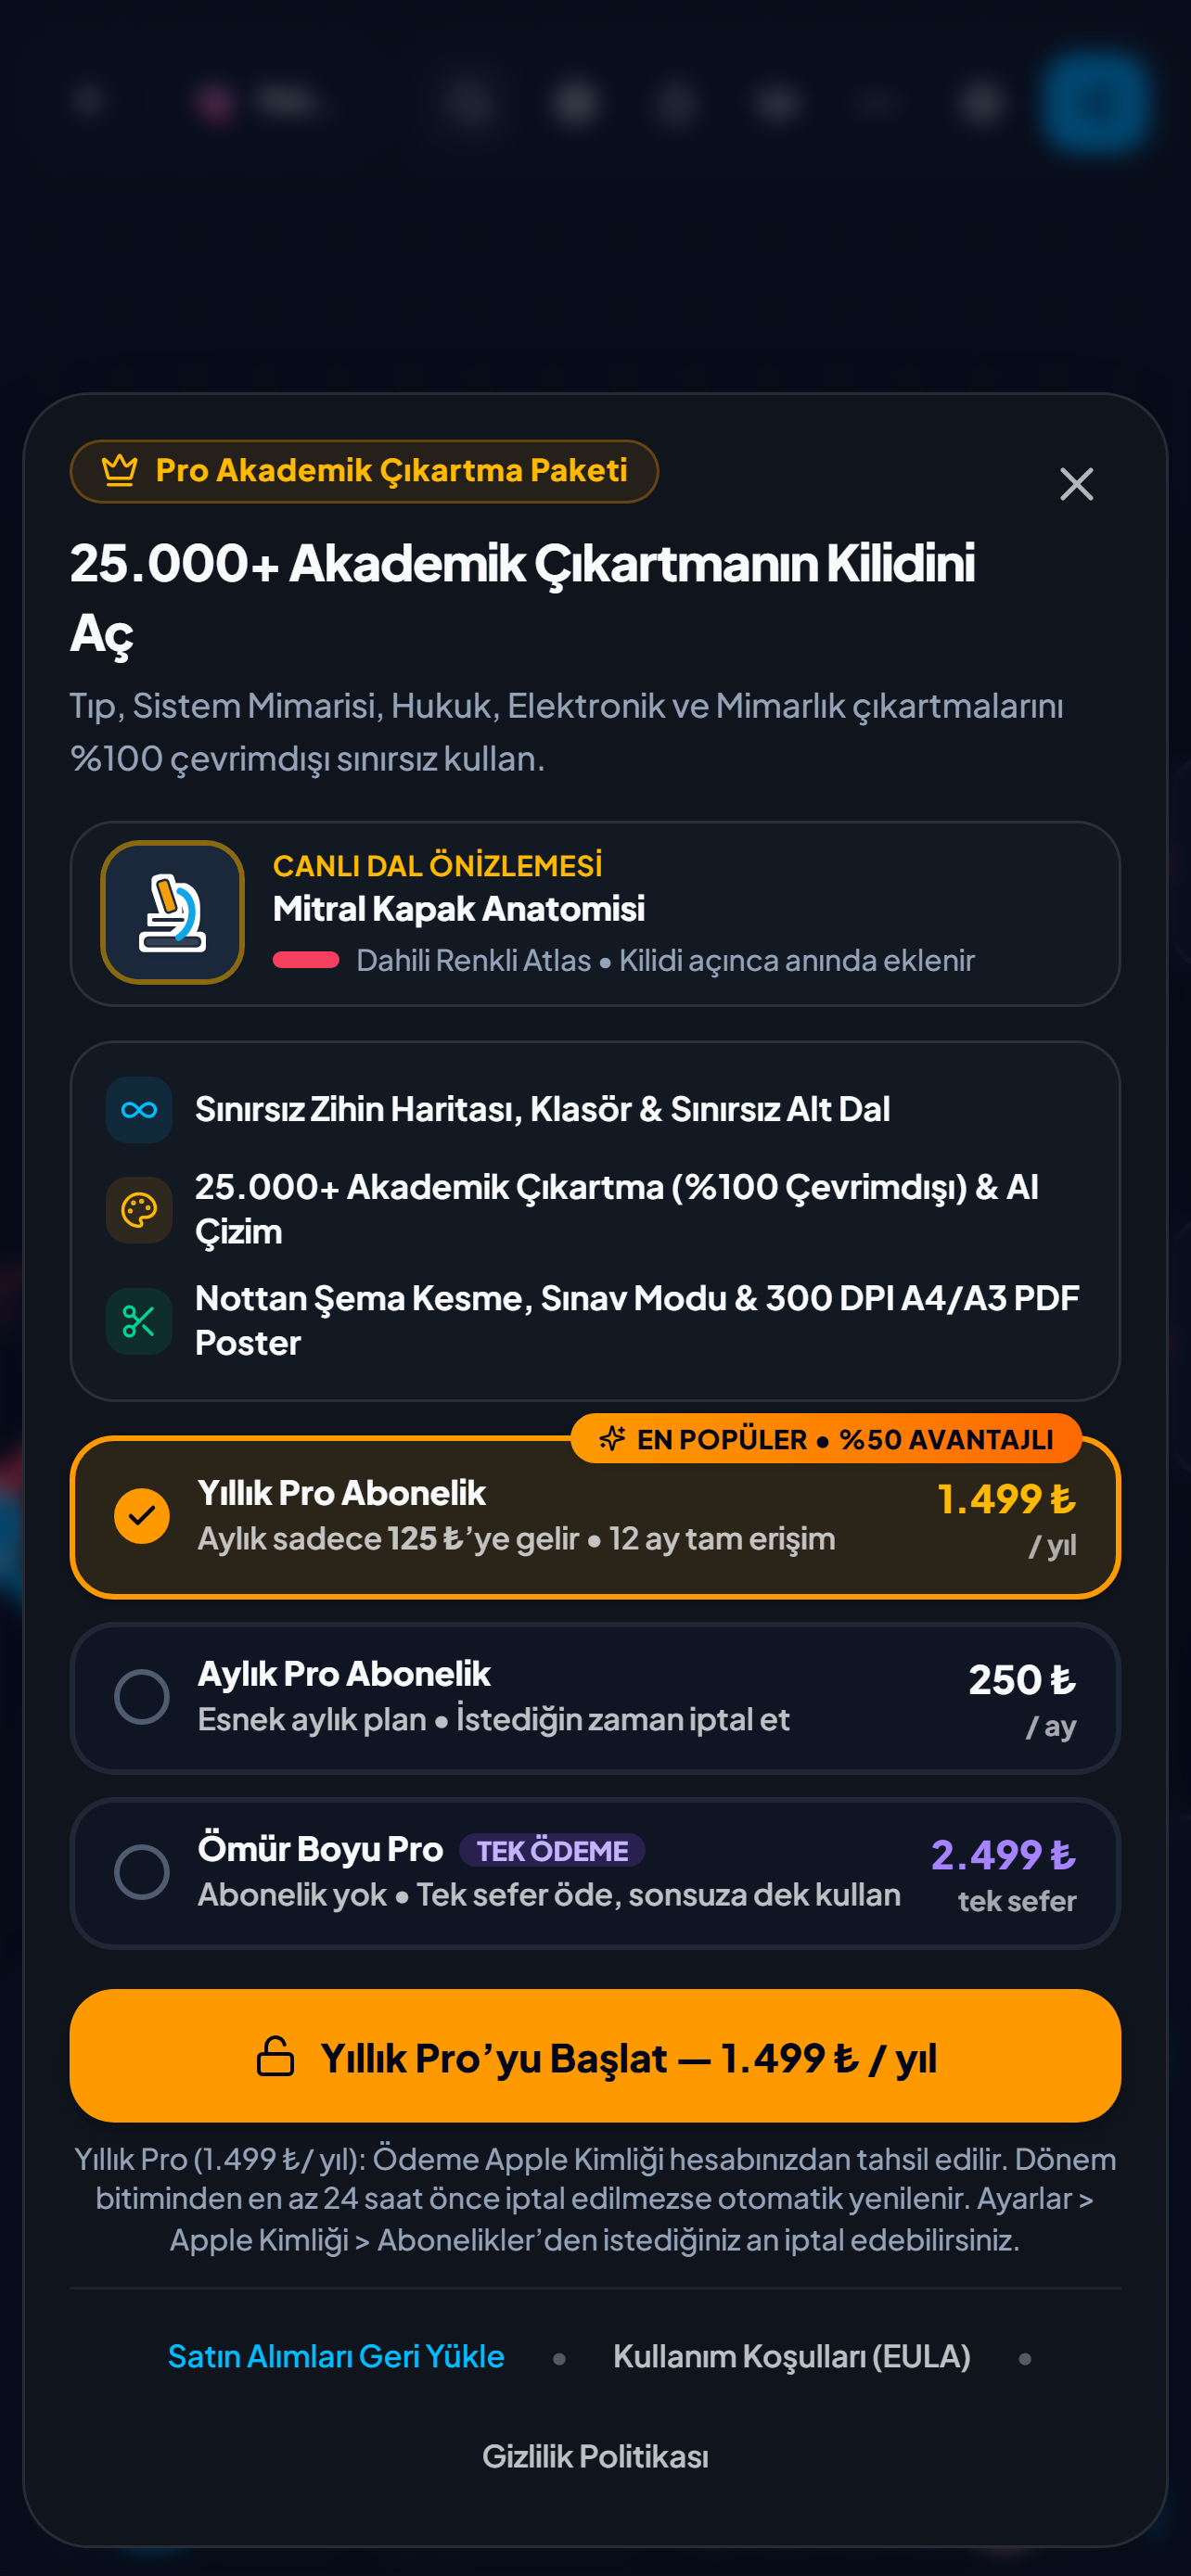 Pro Akademik Çıkartma Paketi
25.000+ Akademik Çıkartmanın Kilidini
Aç
Tıp, Sistem Mimarisi, Hukuk, Elektronik ve Mimarlık çıkartmalarını
%100 çevrimdışı sınırsız kullan.
CANLI DAL ÖNİZLEMESİ
Mitral Kapak Anatomisi
Dahili Renkli Atlas • Kilidi açınca anında eklenir
Sınırsız Zihin Haritası, Klasör & Sınırsız Alt Dal
25.000+ Akademik Çıkartma (%100 Çevrimdışı) & AI
Çizim
Nottan Şema Kesme, Sınav Modu & 300 DPI A4/A3 PDF
Poster
EN POPÜLER • %50 AVANTAJLI
Yıllık Pro Abonelik
1.499 ₺
Aylık sadece 125 ₺’ye gelir • 12 ay tam erişim
/ yıl
Aylık Pro Abonelik
250 ₺
Esnek aylık plan • İstediğin zaman iptal et
/ ay
Ömür Boyu Pro TEK ÖDEME
2.499 ₺
Abonelik yok • Tek sefer öde, sonsuza dek kullan
tek sefer
Yıllık Pro’yu Başlat — 1.499 ₺ / yıl
Yıllık Pro (1.499 ₺/ yıl): Ödeme Apple Kimliği hesabınızdan tahsil edilir. Dönem
bitiminden en az 24 saat önce iptal edilmezse otomatik yenilenir. Ayarlar >
Apple Kimliği > Abonelikler’den istediğiniz an iptal edebilirsiniz.
Satın Alımları Geri Yükle • Kullanım Koşulları (EULA) •
Gizlilik Politikası